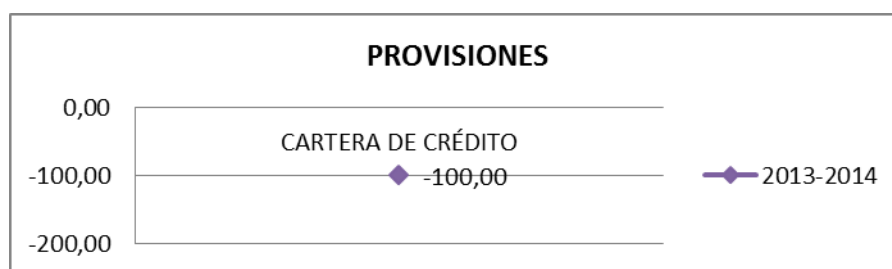 PROVISIONES
0,00
CARTERA DE CRÉDITO
-100,00
-100,00
2013-2014
-200,00